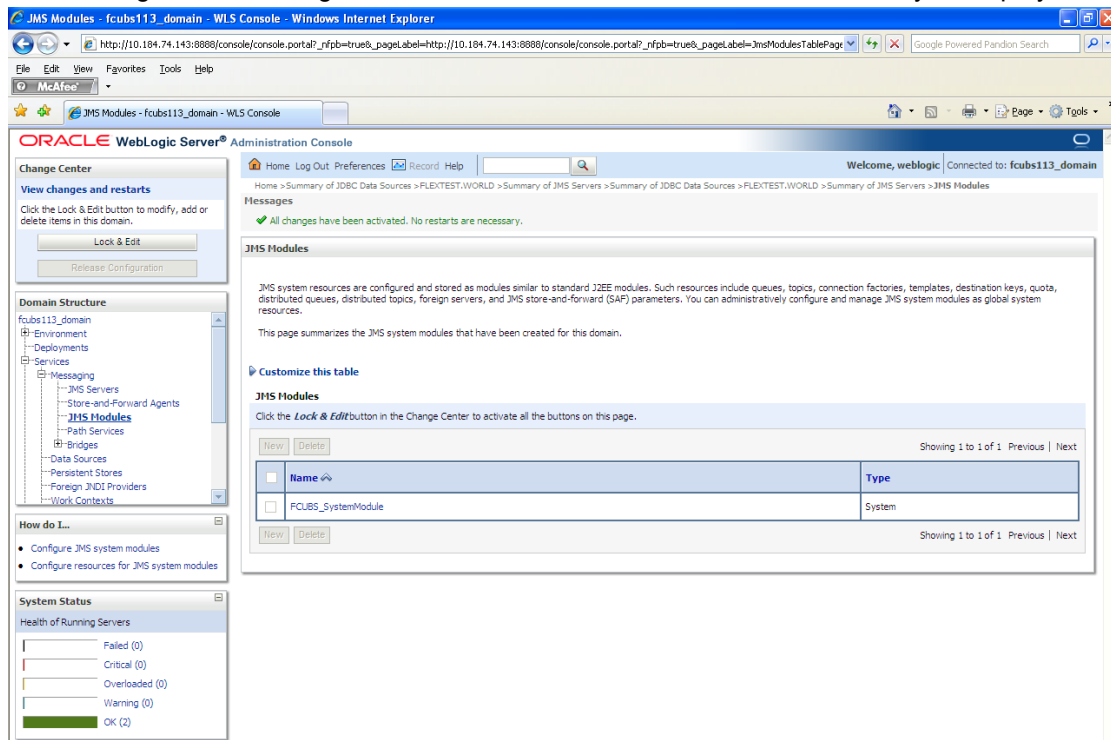 JMS Modules - fcubs113_domain - WLS Console - Windows Internet Explorer
http://10.184.74.143:8888/console/console.portal?_nfpb=true&_pageLabel=http://10.184.74.143:8888/console/console.portal?_nfpb=true&_pageLabel=JmsModulesTablePage
Google Powered Pandion Search
File Edit View Favorites Tools Help
McAfee
JMS Modules - fcubs113_domain - WLS Console
Page Tools
ORACLE WebLogic Server® Administration Console
Change Center
View changes and restarts
Click the Lock & Edit button to modify, add or
delete items in this domain.
Lock & Edit
Release Configuration
Domain Structure
fcubs113_domain
Environment
Deployments
Services
Messaging
JMS Servers
Store-and-Forward Agents
JMS Modules
Path Services
Bridges
Data Sources
Persistent Stores
Foreign JNDI Providers
Work Contexts
How do I...
Configure JMS system modules
Configure resources for JMS system modules
System Status
Health of Running Servers
Failed (0)
Critical (0)
Overloaded (0)
Warning (0)
OK (2)
Home Log Out Preferences Record Help
Welcome, weblogic Connected to: fcubs113_domain
Home >Summary of JDBC Data Sources >FLEXTEST.WORLD >Summary of JMS Servers >Summary of JDBC Data Sources >FLEXTEST.WORLD >Summary of JMS Servers >JMS Modules
Messages
All changes have been activated. No restarts are necessary.
JMS Modules
JMS system resources are configured and stored as modules similar to standard J2EE modules. Such resources include queues, topics, connection factories, templates, destination keys, quota,
distributed queues, distributed topics, foreign servers, and JMS store-and-forward (SAF) parameters. You can administratively configure and manage JMS system modules as global system
resources.
This page summarizes the JMS system modules that have been created for this domain.
Customize this table
JMS Modules
Click the Lock & Edit button in the Change Center to activate all the buttons on this page.
New Delete
Showing 1 to 1 of 1 Previous | Next
Name Type
FCUBS_SystemModule System
New Delete
Showing 1 to 1 of 1 Previous | Next